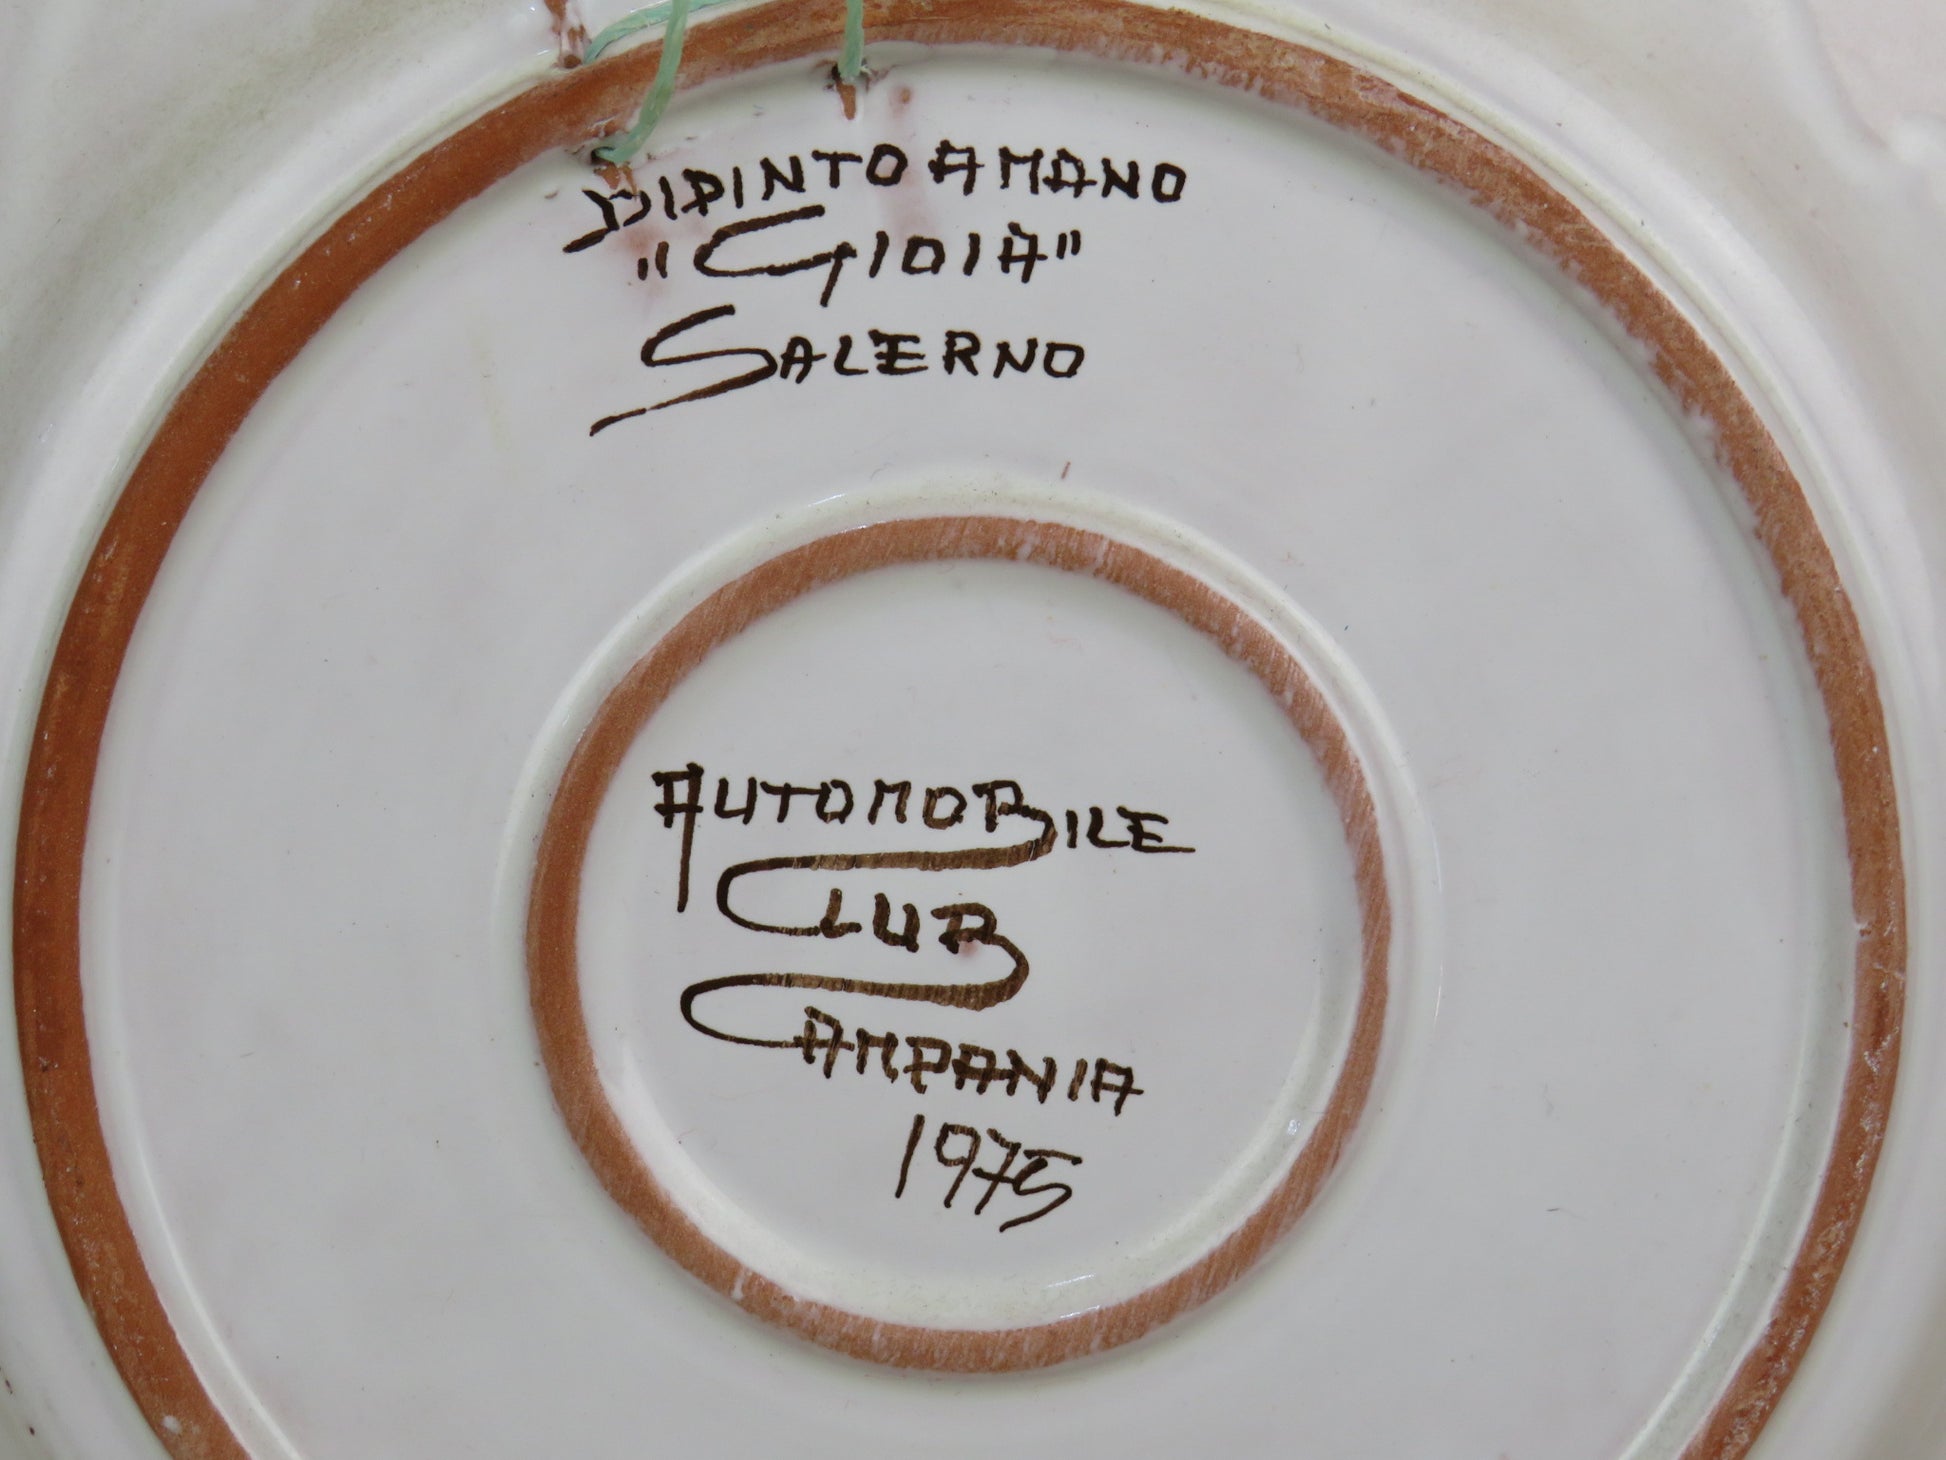 DIPINTO A MANO
"GIOIA"
SALERNO
AUTOMOBILE
CLUB
CAMPANIA
1975